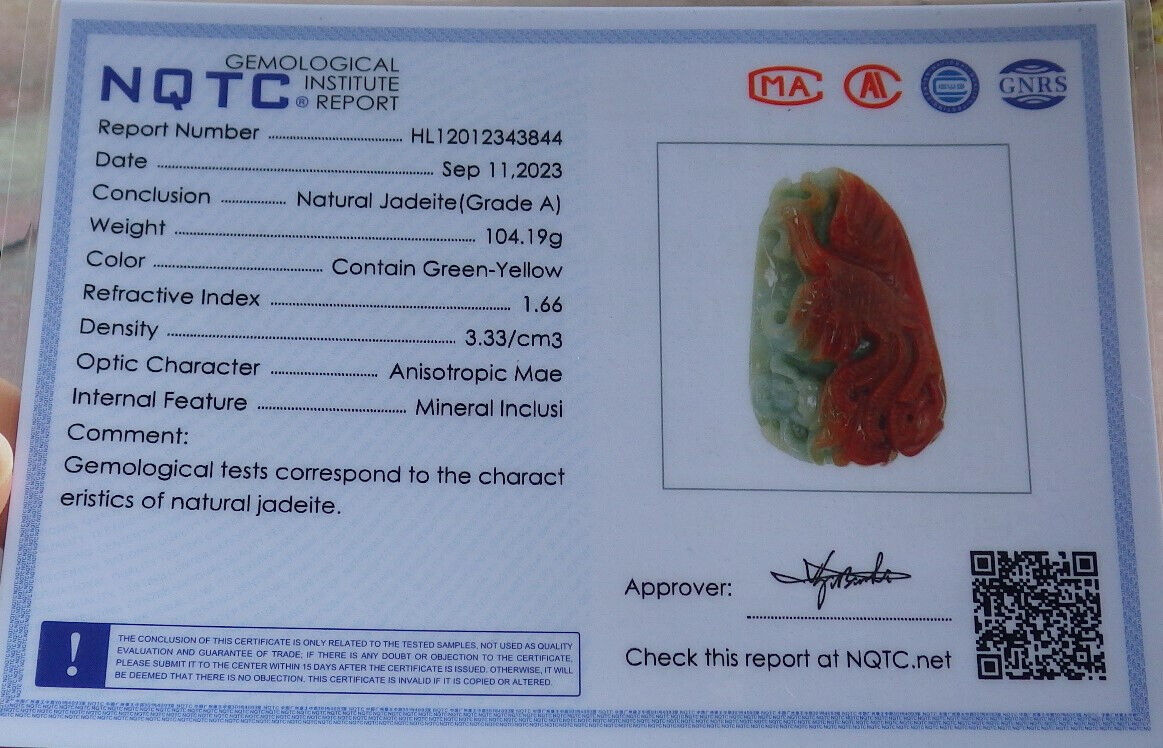 NQTC® GEMOLOGICAL INSTITUTE REPORT
MA
AL
GNRS
Report Number ........ HL12012343844
Date ........ Sep 11,2023
Conclusion ........ Natural Jadeite(Grade A)
Weight ........ 104.19g
Color ........ Contain Green-Yellow
Refractive Index ........ 1.66
Density ........ 3.33/cm3
Optic Character ........ Anisotropic Mae
Internal Feature ........ Mineral Inclusi
Comment:
Gemological tests correspond to the charact
eristics of natural jadeite.
Approver:
Check this report at NQTC.net
!
THE CONCLUSION OF THIS CERTIFICATE IS ONLY RELATED TO THE TESTED SAMPLES, NOT USED AS QUALITY
EVALUATION AND GUARANTEE OF TRADE; IF THERE IS ANY DOUBT OR OBJECTION TO THE CERTIFICATE,
PLEASE SUBMIT IT TO THE CENTER WITHIN 15 DAYS AFTER THE CERTIFICATE IS ISSUED. OTHERWISE, IT WILL
BE DEEMED THAT THERE IS NO OBJECTION. THIS CERTIFICATE IS INVALID IF IT IS COPIED OR ALTERED.